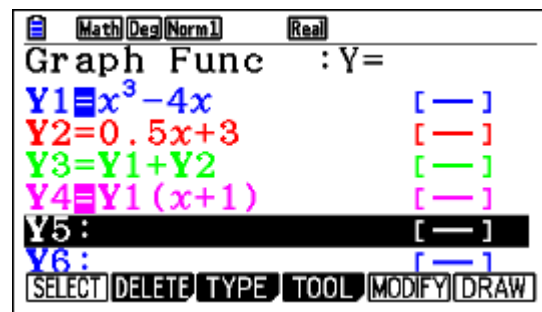 Math Deg Norm1 Real
Graph Func :Y=
Y1=x³-4x [—]
Y2=0.5x+3 [—]
Y3=Y1+Y2 [—]
Y4=Y1(x+1) [—]
Y5: [—]
Y6: [—]
SELECT DELETE TYPE TOOL MODIFY DRAW